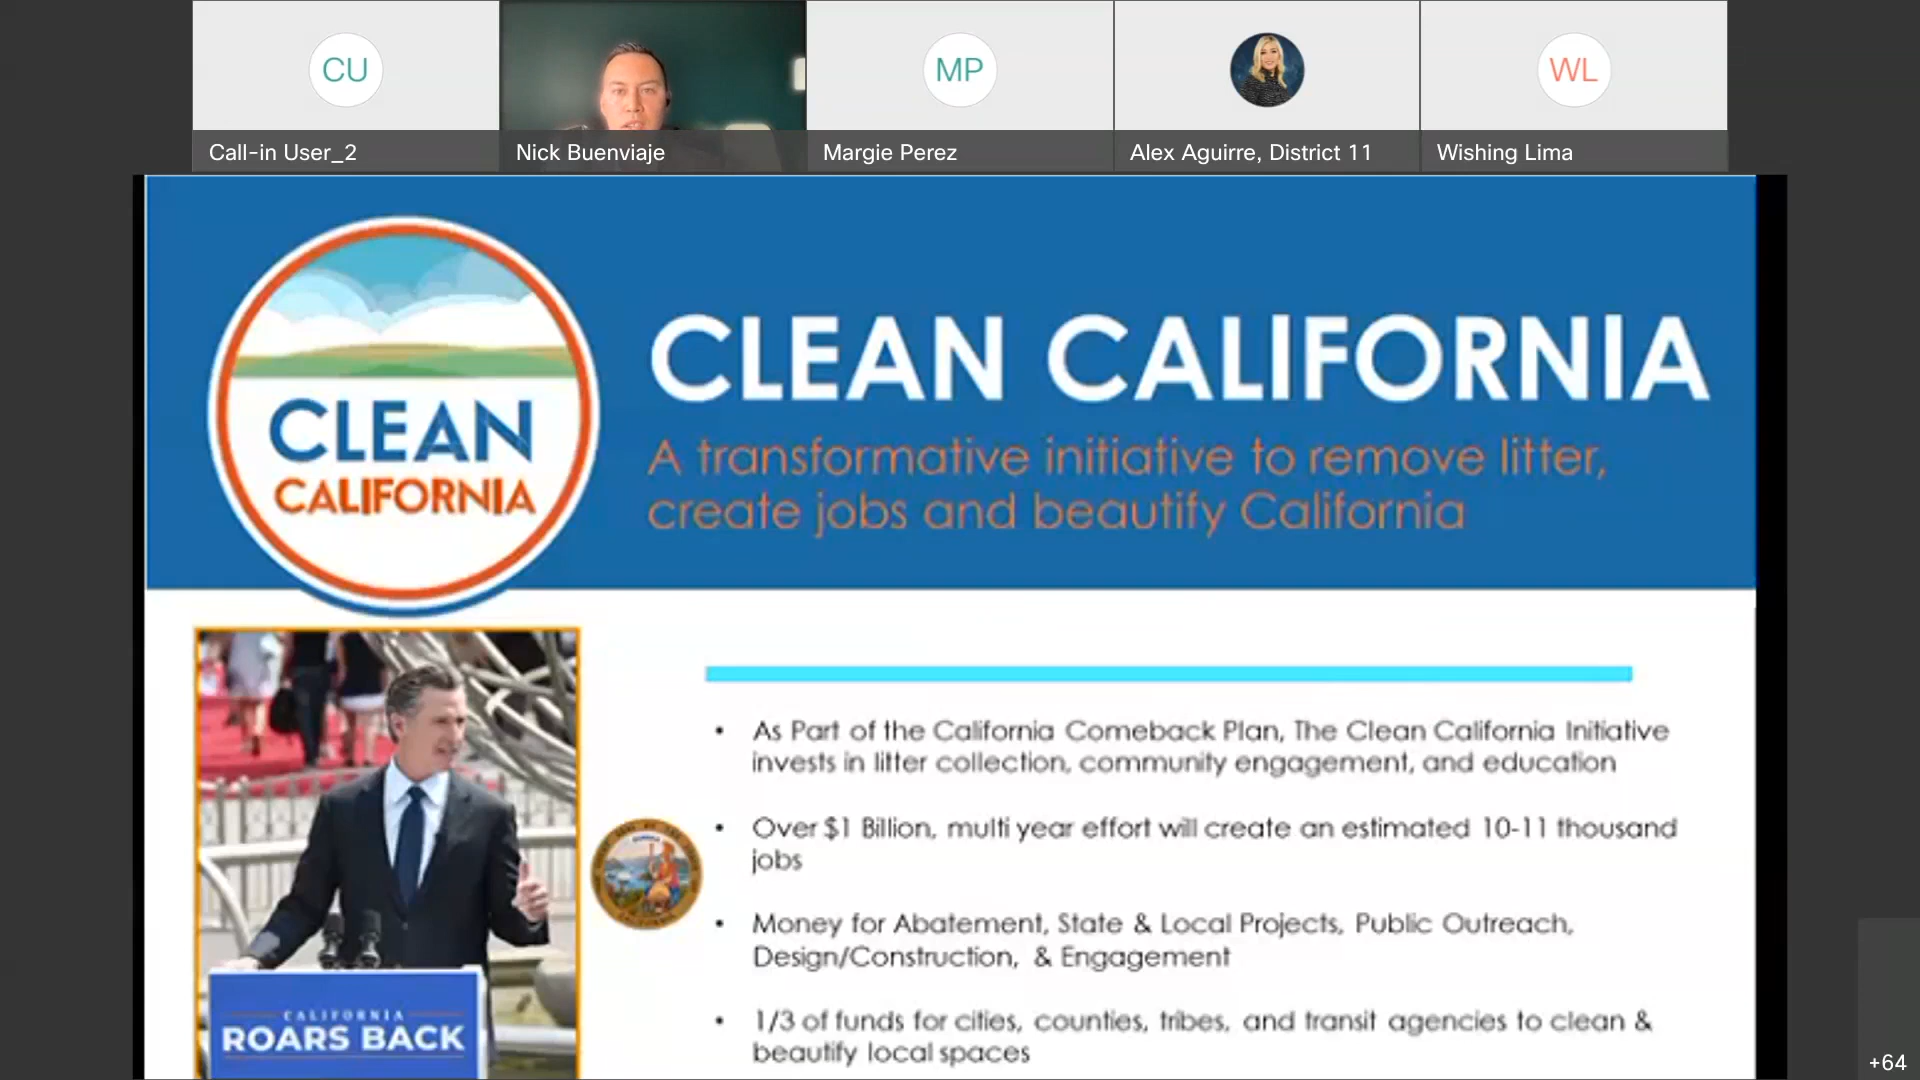 CU
MP
WL
Call-in User_2
Nick Buenviaje
Margie Perez
Alex Aguirre, District 11
Wishing Lima
CLEAN
CALIFORNIA
CLEAN CALIFORNIA
A transformative initiative to remove litter,
create jobs and beautify California
• As Part of the California Comeback Plan, The Clean California Initiative
invests in litter collection, community engagement, and education
• Over $1 Billion, multi year effort will create an estimated 10-11 thousand
jobs
• Money for Abatement, State & Local Projects, Public Outreach,
Design/Construction, & Engagement
• 1/3 of funds for cities, counties, tribes, and transit agencies to clean &
beautify local spaces
CALIFORNIA
ROARS BACK
+64